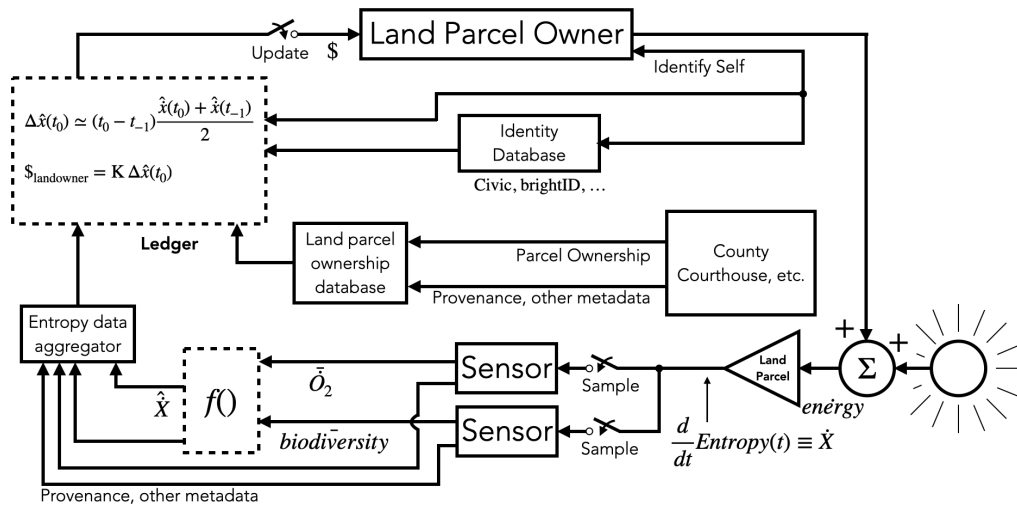 Land Parcel Owner
Update
$
Identify Self
Δx̂(t₀) ≃ (t₀ − t₋₁) (x̂̇(t₀) + x̂̇(t₋₁)) / 2
$landowner = K Δx̂(t₀)
Ledger
Identity
Database
Civic, brightID, …
Land parcel
ownership
database
Parcel Ownership
Provenance, other metadata
County
Courthouse, etc.
Entropy data
aggregator
f()
X̂̇
Ō̇₂
biodiversity
Sensor
Sensor
Sample
Sample
Land
Parcel
+
+
Σ
energy
d/dt Entropy(t) ≡ Ẋ
Provenance, other metadata